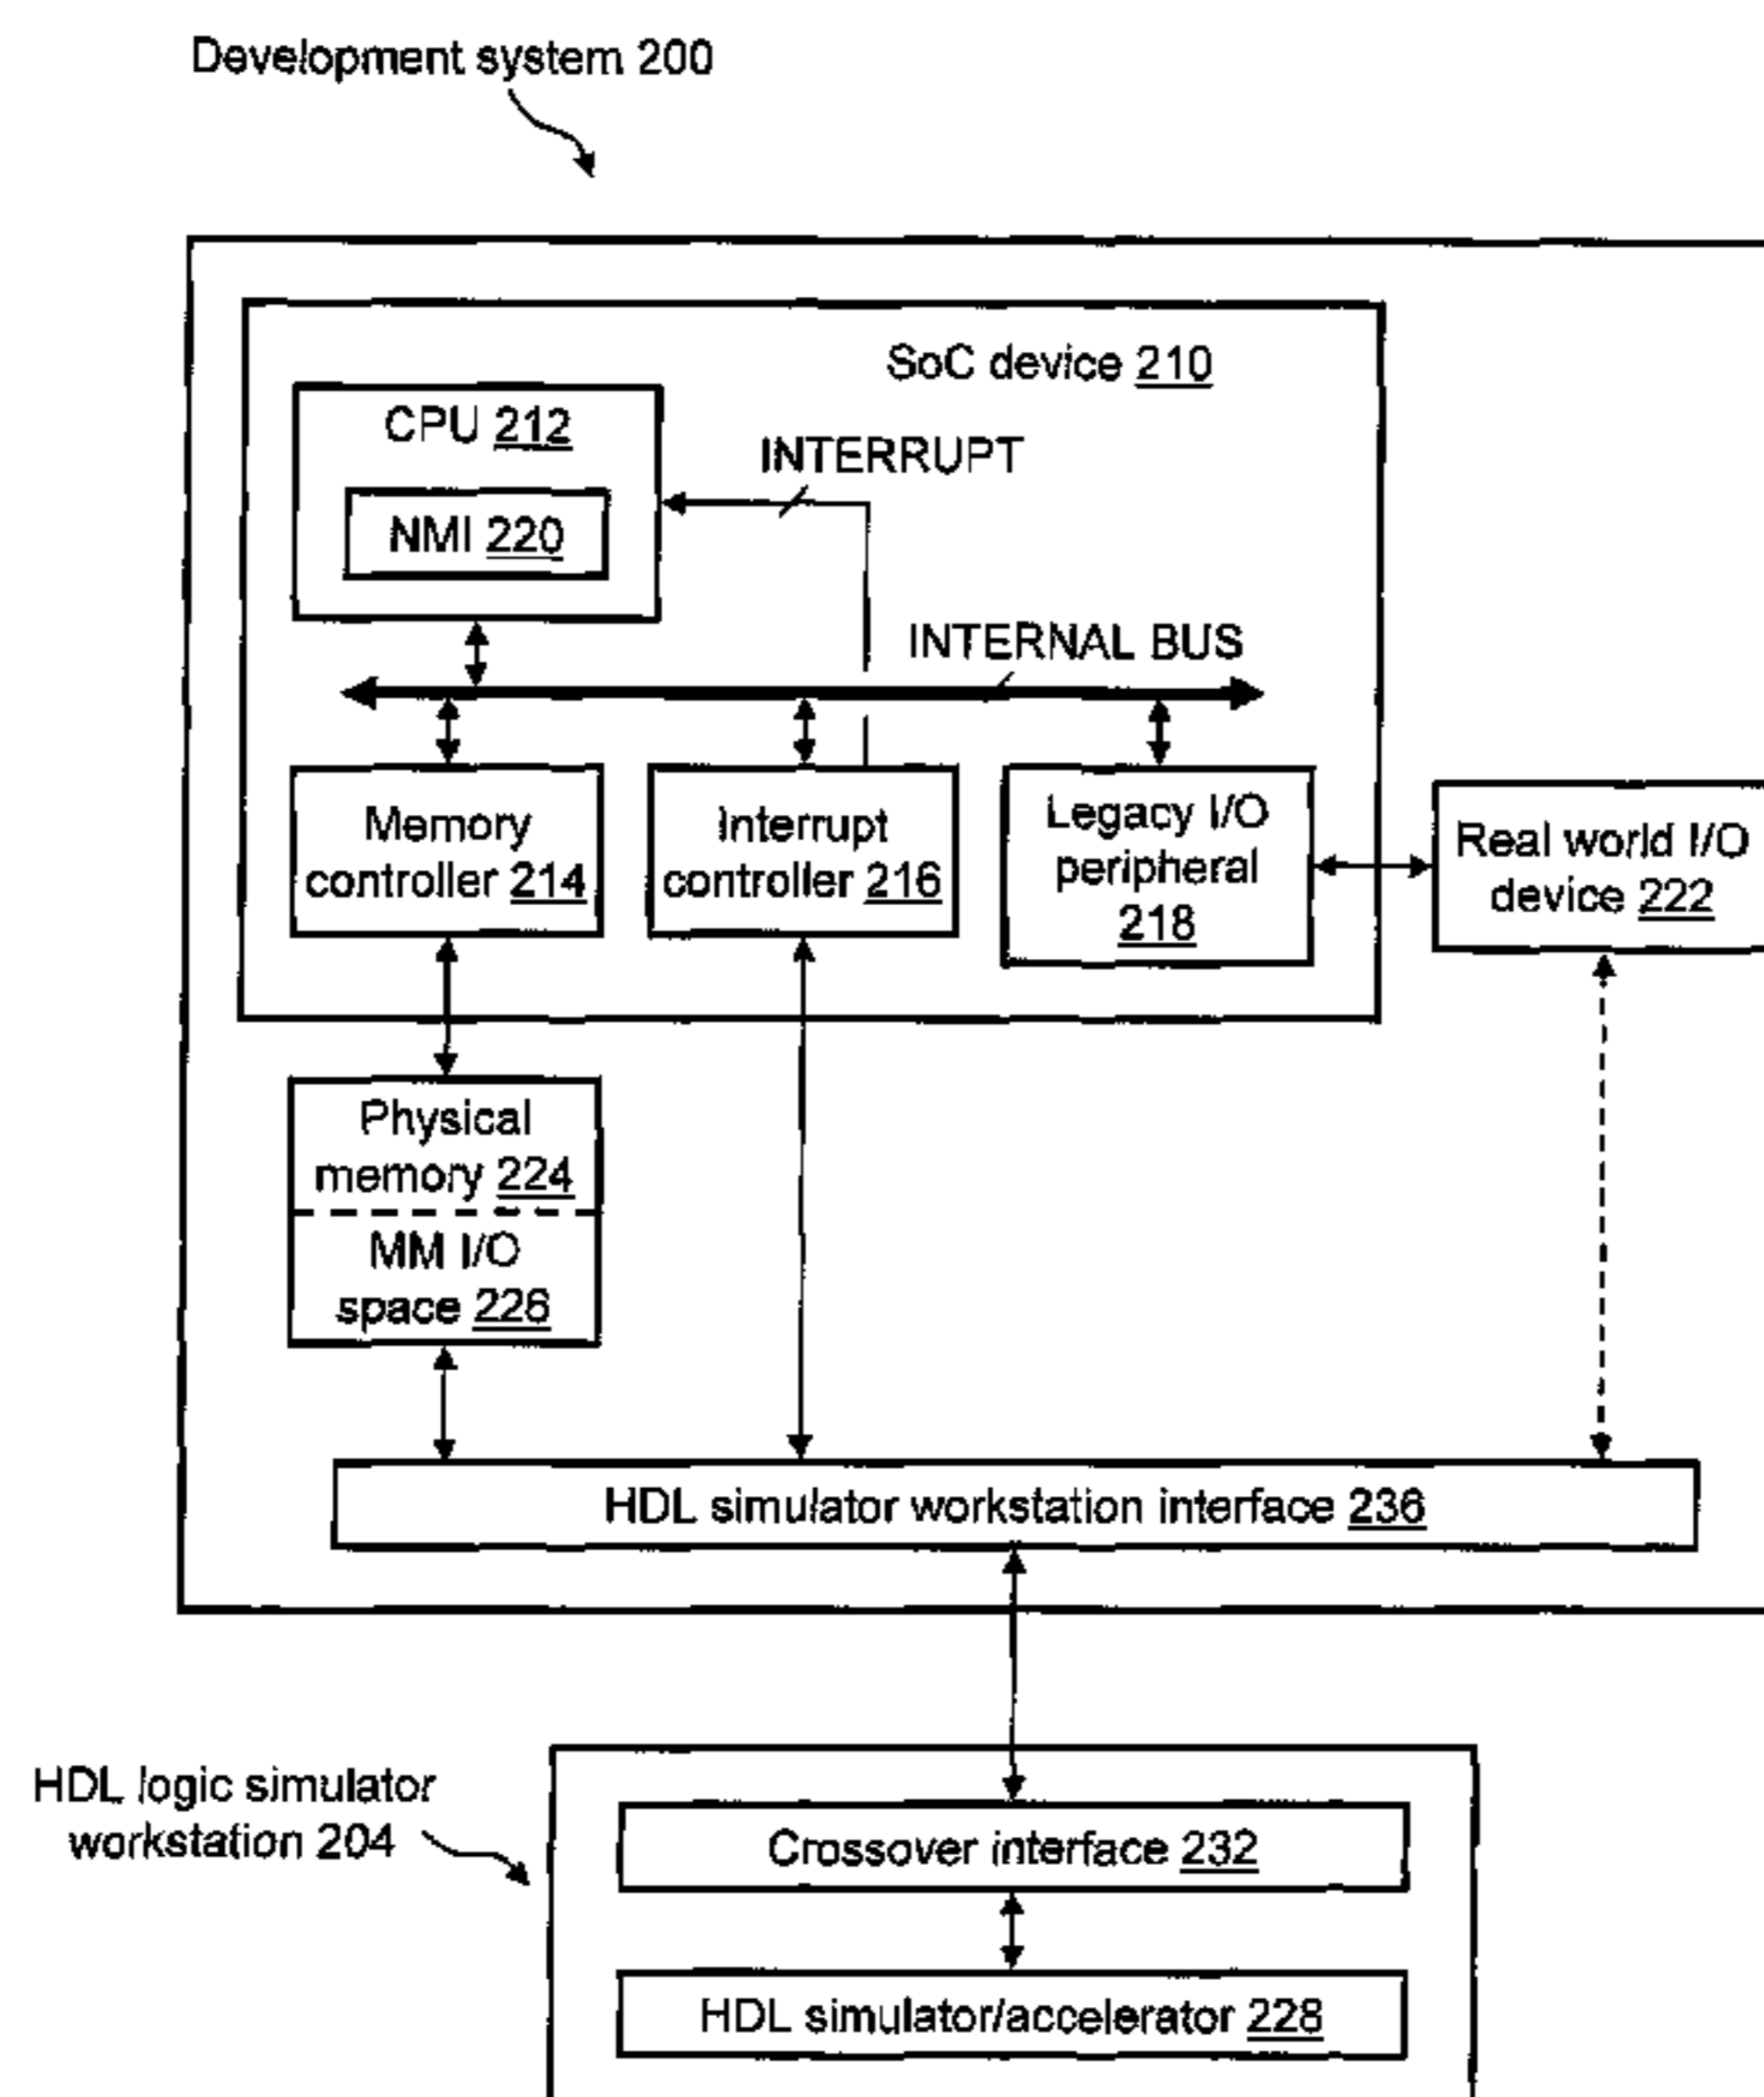 Development system 200
SoC device 210
CPU 212
INTERRUPT
NMI 220
INTERNAL BUS
Memory
controller 214
Interrupt
controller 216
Legacy I/O
peripheral
218
Real world I/O
device 222
Physical
memory 224
MM I/O
space 226
HDL simulator workstation interface 236
HDL logic simulator
workstation 204
Crossover interface 232
HDL simulator/accelerator 228